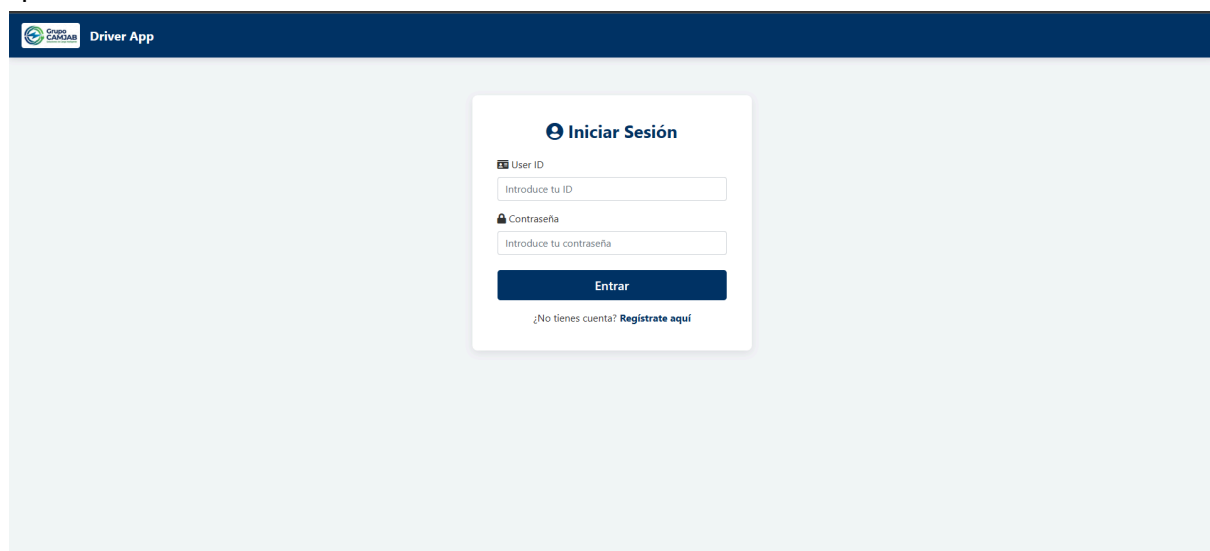 Grupo
CAMJAB
Driver App
Iniciar Sesión
User ID
Introduce tu ID
Contraseña
Introduce tu contraseña
Entrar
¿No tienes cuenta? Regístrate aquí